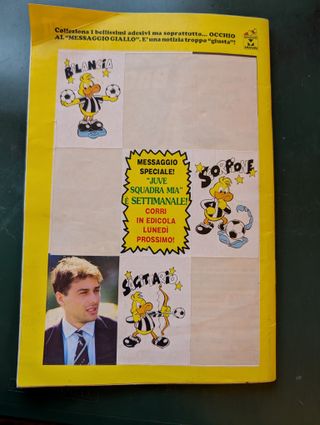 Colleziona i bellissimi adesivi ma soprattutto... OCCHIO
AL "MESSAGGIO GIALLO". E' una notizia troppo "giusta"!
BILANCIA
MESSAGGIO
SPECIALE!
"JUVE
SQUADRA MIA"
È SETTIMANALE!
CORRI
IN EDICOLA
LUNEDÌ
PROSSIMO!
SCORPIONE
SAGITTARIO